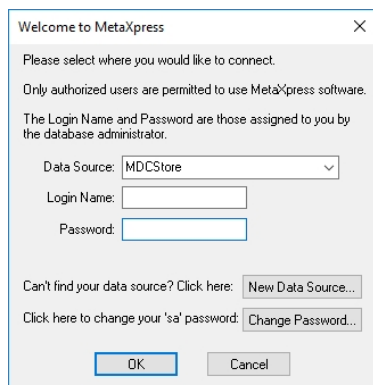 Welcome to MetaXpress
Please select where you would like to connect.
Only authorized users are permitted to use MetaXpress software.
The Login Name and Password are those assigned to you by
the database administrator.
Data Source: MDCStore
Login Name:
Password:
Can't find your data source? Click here: New Data Source...
Click here to change your 'sa' password: Change Password...
OK Cancel